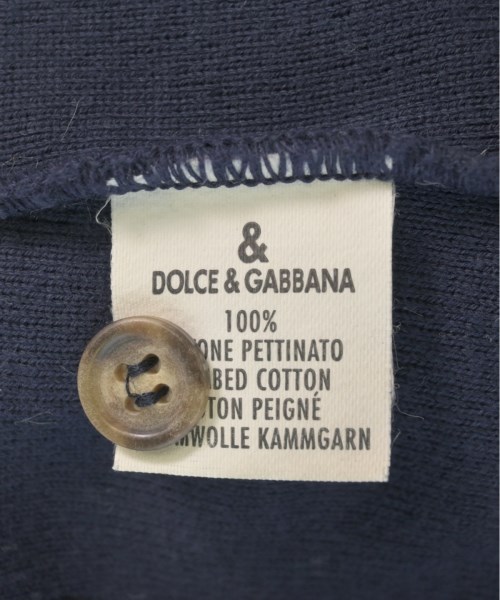 &
DOLCE & GABBANA
100%
PETTINATO
COTTON
PEIGNÉ
KAMMGARN